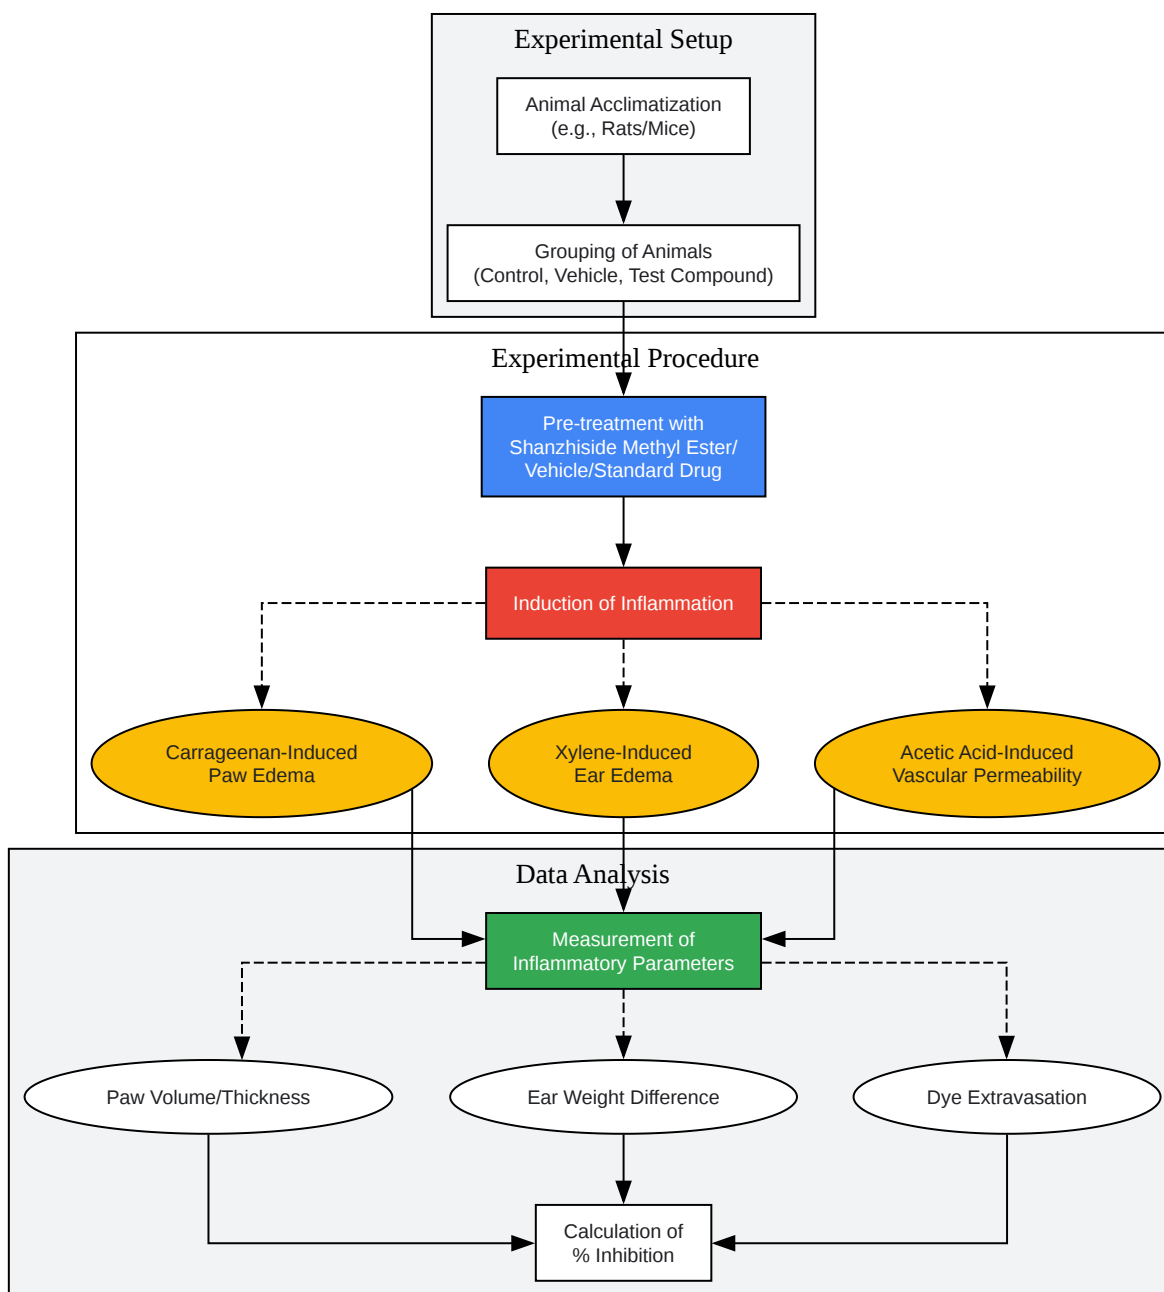 Experimental Setup
Animal Acclimatization
(e.g., Rats/Mice)
Grouping of Animals
(Control, Vehicle, Test Compound)
Experimental Procedure
Pre-treatment with
Shanzhiside Methyl Ester/
Vehicle/Standard Drug
Induction of Inflammation
Carrageenan-Induced
Paw Edema
Xylene-Induced
Ear Edema
Acetic Acid-Induced
Vascular Permeability
Data Analysis
Measurement of
Inflammatory Parameters
Paw Volume/Thickness
Ear Weight Difference
Dye Extravasation
Calculation of
% Inhibition